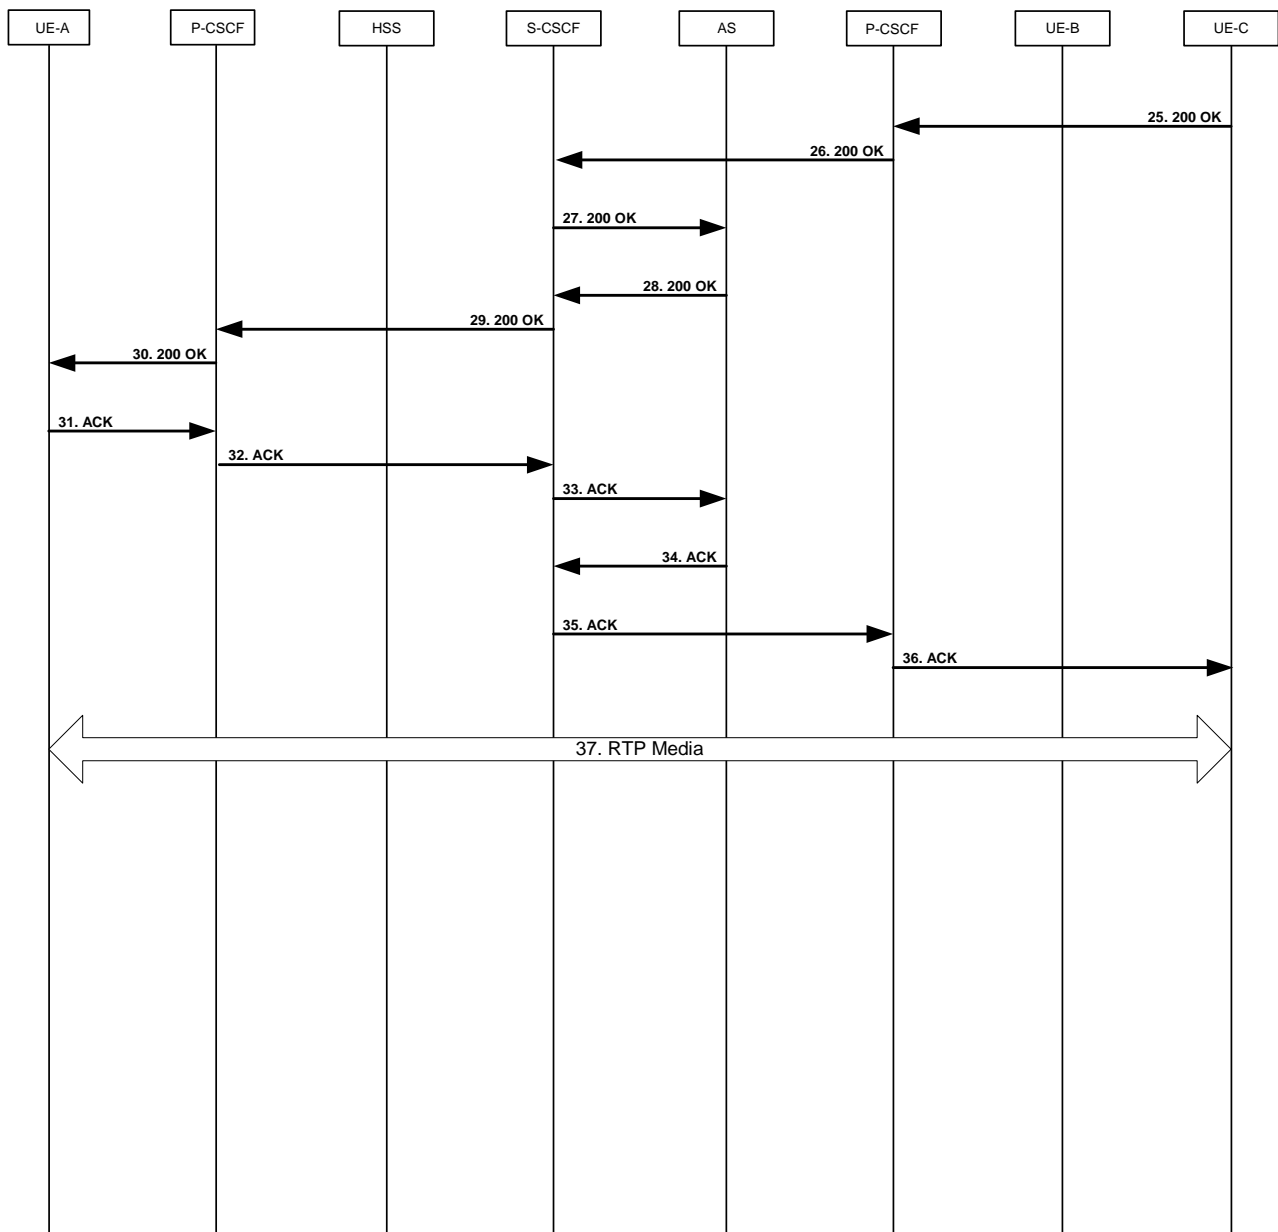 UE-A
P-CSCF
HSS
S-CSCF
AS
P-CSCF
UE-B
UE-C
25. 200 OK
26. 200 OK
27. 200 OK
28. 200 OK
29. 200 OK
30. 200 OK
31. ACK
32. ACK
33. ACK
34. ACK
35. ACK
36. ACK
37. RTP Media